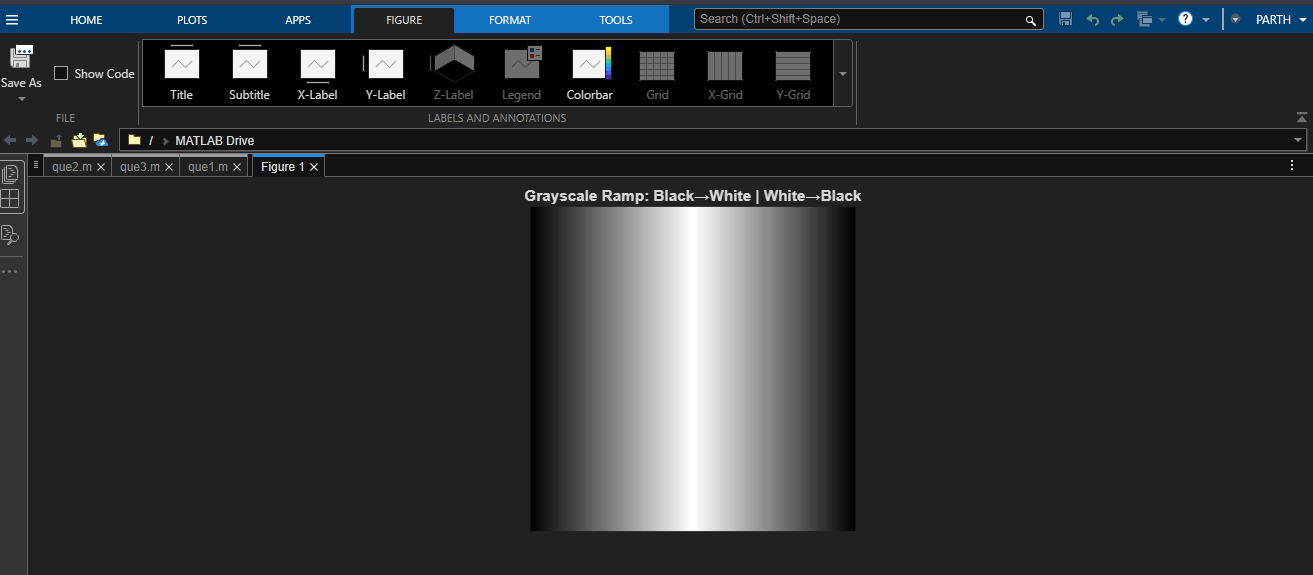 HOME PLOTS APPS FIGURE FORMAT TOOLS Search (Ctrl+Shift+Space) PARTH
Save As
Show Code
Title Subtitle X-Label Y-Label Z-Label Legend Colorbar Grid X-Grid Y-Grid
FILE LABELS AND ANNOTATIONS
/ MATLAB Drive
que2.m que3.m que1.m Figure 1
Grayscale Ramp: Black→White | White→Black